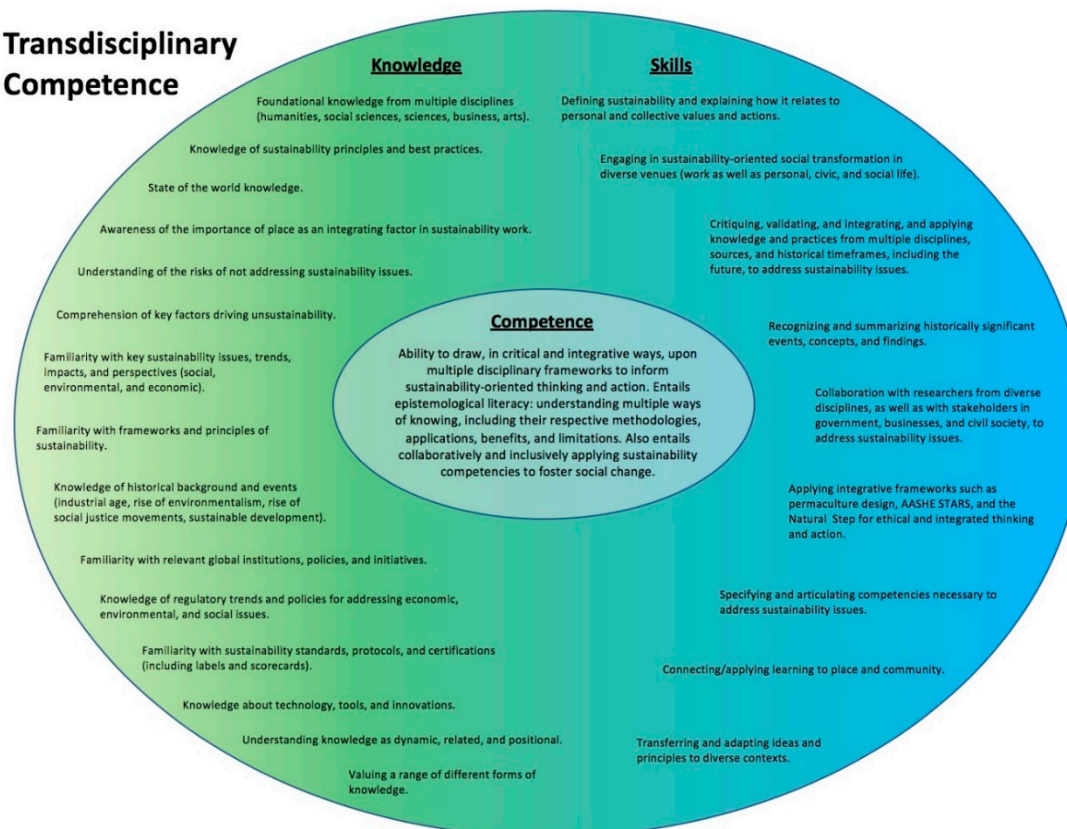 Transdisciplinary
Competence
Knowledge
Foundational knowledge from multiple disciplines
(humanities, social sciences, sciences, business, arts).
Knowledge of sustainability principles and best practices.
State of the world knowledge.
Awareness of the importance of place as an integrating factor in sustainability work.
Understanding of the risks of not addressing sustainability issues.
Comprehension of key factors driving unsustainability.
Familiarity with key sustainability issues, trends,
impacts, and perspectives (social,
environmental, and economic).
Familiarity with frameworks and principles of
sustainability.
Knowledge of historical background and events
(industrial age, rise of environmentalism, rise of
social justice movements, sustainable development).
Familiarity with relevant global institutions, policies, and initiatives.
Knowledge of regulatory trends and policies for addressing economic,
environmental, and social issues.
Familiarity with sustainability standards, protocols, and certifications
(including labels and scorecards).
Knowledge about technology, tools, and innovations.
Understanding knowledge as dynamic, related, and positional.
Valuing a range of different forms of
knowledge.
Competence
Ability to draw, in critical and integrative ways, upon
multiple disciplinary frameworks to inform
sustainability-oriented thinking and action. Entails
epistemological literacy: understanding multiple ways
of knowing, including their respective methodologies,
applications, benefits, and limitations. Also entails
collaboratively and inclusively applying sustainability
competencies to foster social change.
Skills
Defining sustainability and explaining how it relates to
personal and collective values and actions.
Engaging in sustainability-oriented social transformation in
diverse venues (work as well as personal, civic, and social life).
Critiquing, validating, and integrating, and applying
knowledge and practices from multiple disciplines,
sources, and historical timeframes, including the
future, to address sustainability issues.
Recognizing and summarizing historically significant
events, concepts, and findings.
Collaboration with researchers from diverse
disciplines, as well as with stakeholders in
government, businesses, and civil society, to
address sustainability issues.
Applying integrative frameworks such as
permaculture design, AASHE STARS, and the
Natural Step for ethical and integrated thinking
and action.
Specifying and articulating competencies necessary to
address sustainability issues.
Connecting/applying learning to place and community.
Transferring and adapting ideas and
principles to diverse contexts.